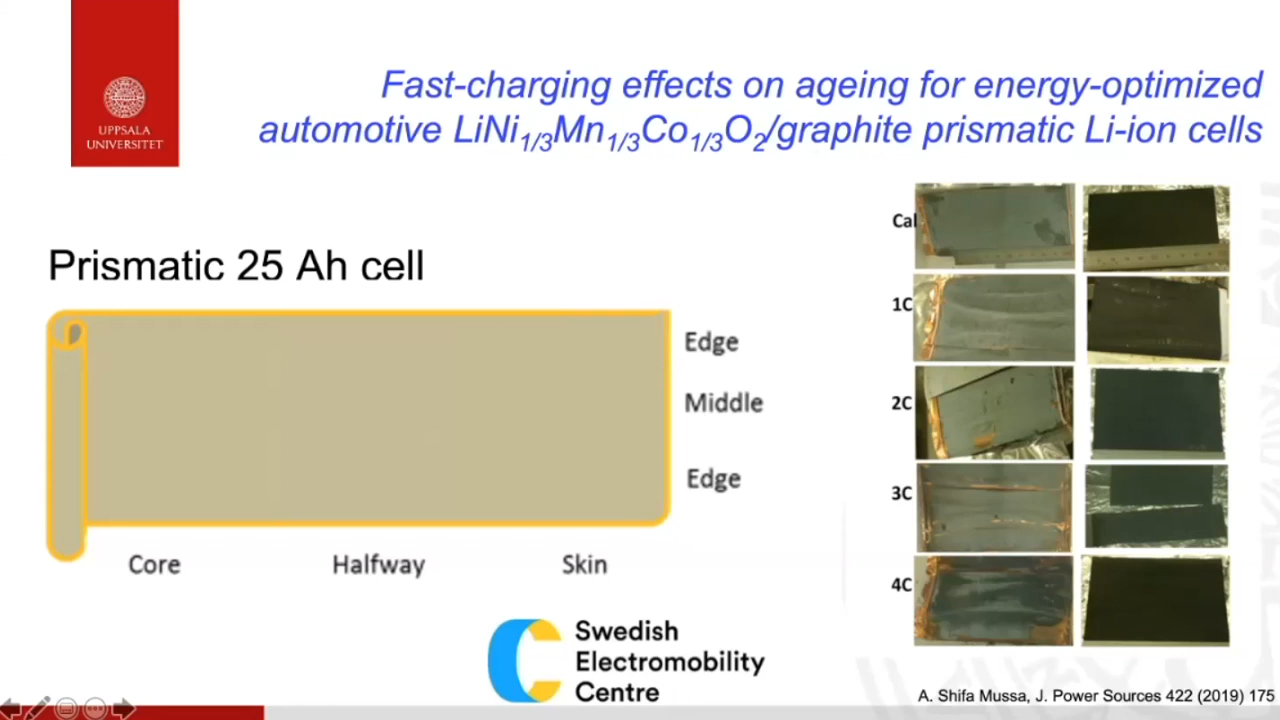 UPPSALA
UNIVERSITET
Fast-charging effects on ageing for energy-optimized
automotive LiNi1/3Mn1/3Co1/3O2/graphite prismatic Li-ion cells
Prismatic 25 Ah cell
Edge
Middle
Edge
Core
Halfway
Skin
Cal
1C
2C
3C
4C
Swedish
Electromobility
Centre
A. Shifa Mussa, J. Power Sources 422 (2019) 175